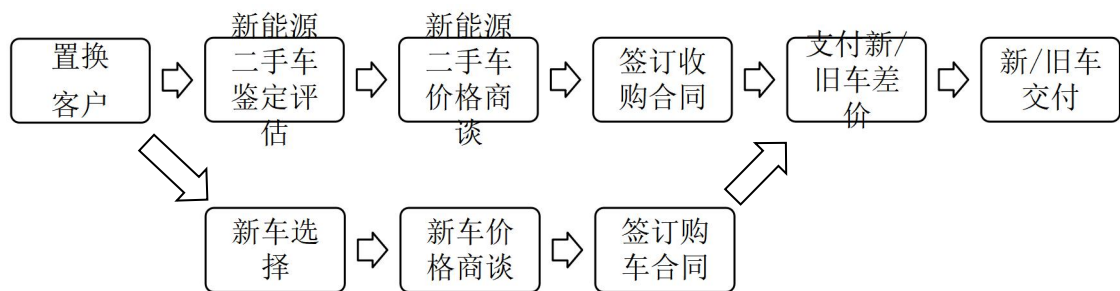 置换
客户
新能源
二手车
鉴定评
估
新能源
二手车
价格商
谈
签订收
购合同
支付新/
旧车差
价
新/旧车
交付
新车选
择
新车价
格商谈
签订购
车合同